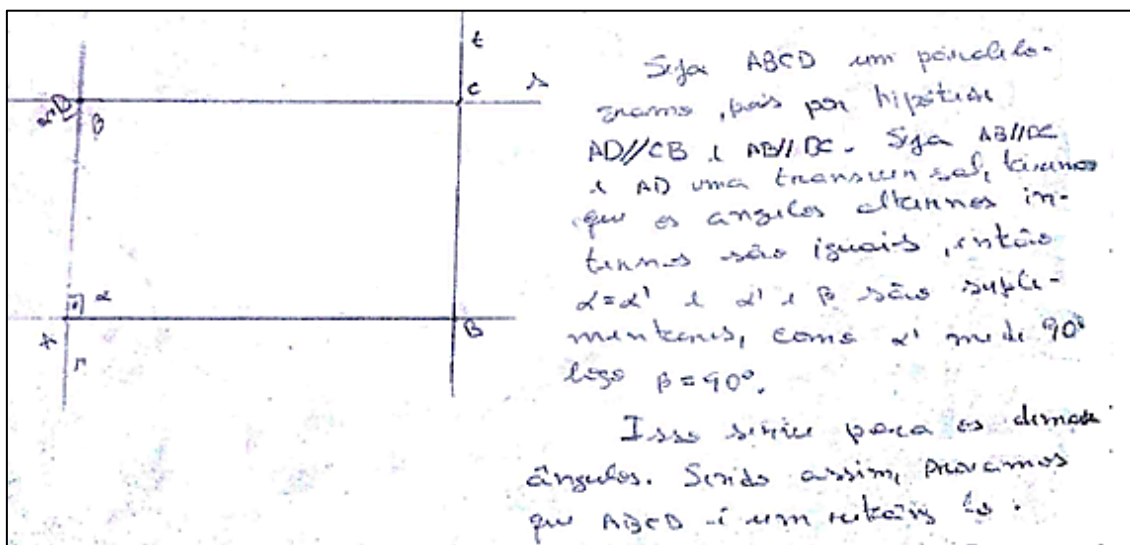 t
D
C
s
α'
β
α
A
B
r
Seja ABCD um paralelo-
gramo, pois por hipótese
AD//CB e AB//DC. Seja AB//DC
e AD uma transversal, temos
que os angulos alternos in-
ternos são iguais, então
α=α' e α' e β são suple-
mentares, como α' mede 90°
logo β=90°.
Isso serve para os demais
ângulos. Sendo assim, provamos
que ABCD é um retângulo.